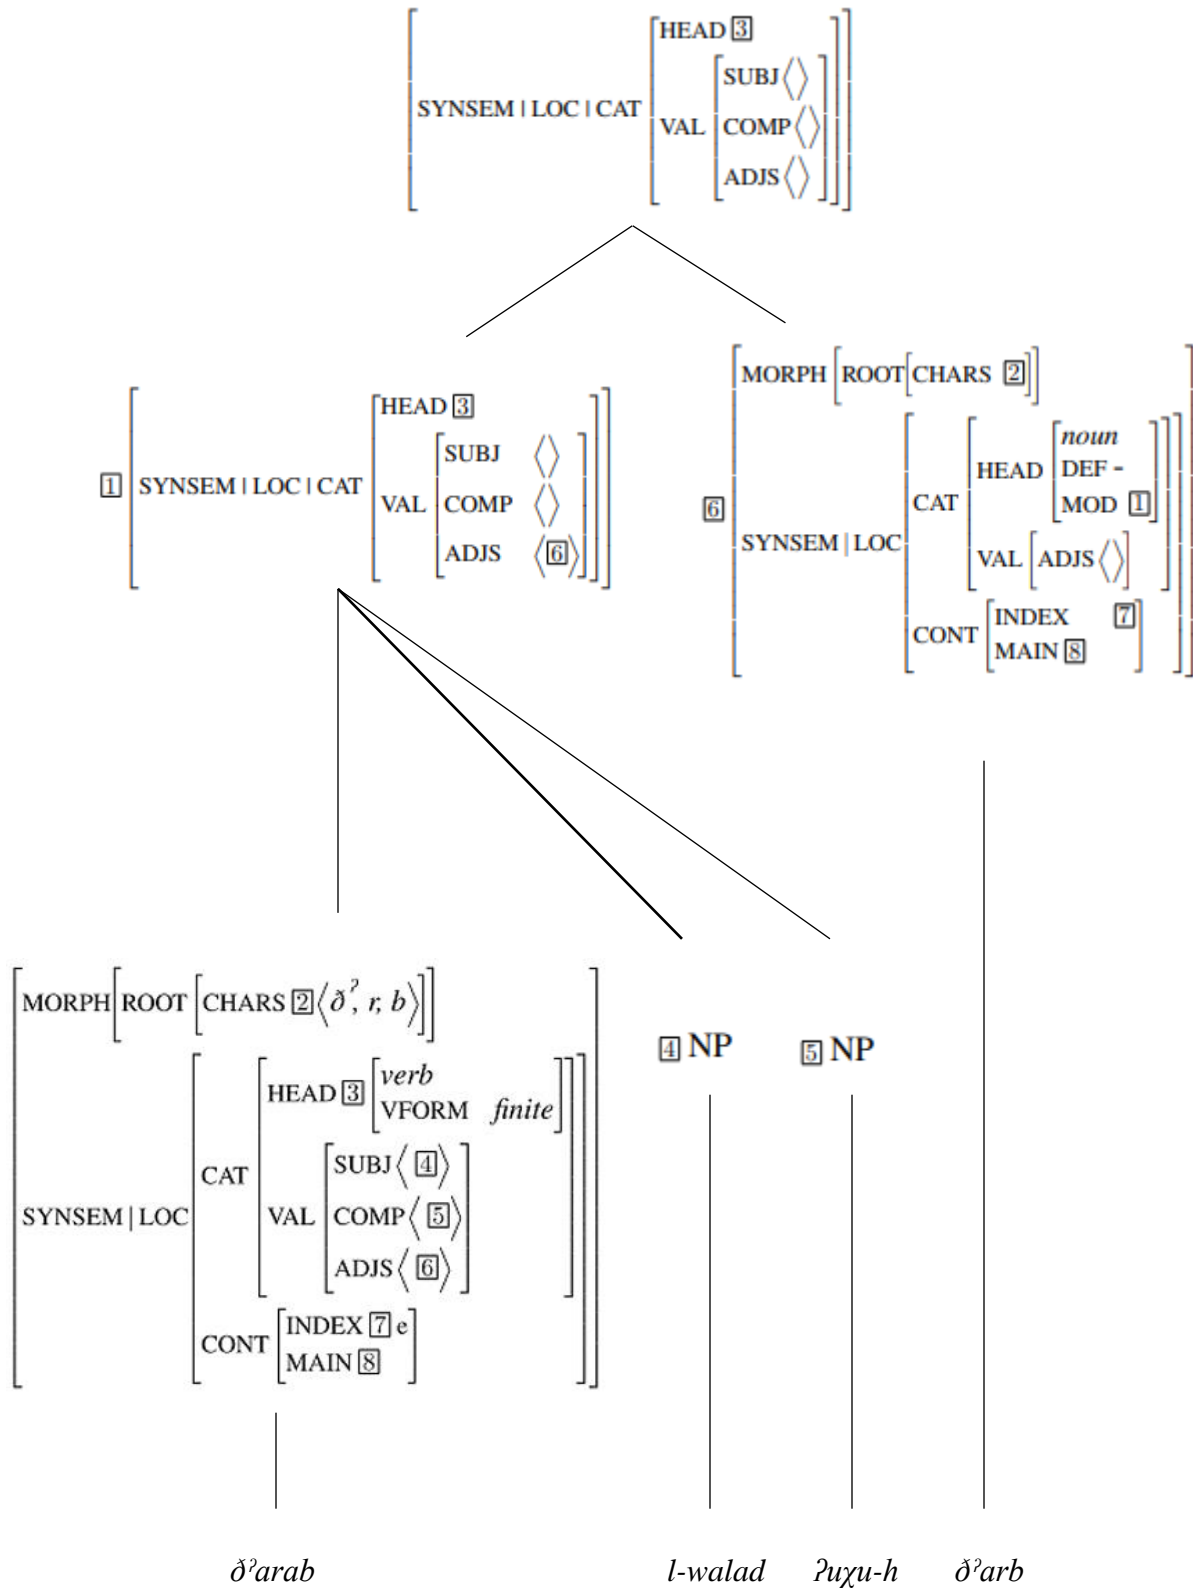 HEAD 3
SUBJ ⟨⟩
SYNSEM | LOC | CAT
VAL COMP ⟨⟩
ADJS ⟨⟩
HEAD 3
SUBJ ⟨⟩
1 SYNSEM | LOC | CAT
VAL COMP ⟨⟩
ADJS ⟨6⟩
MORPH [ROOT [CHARS 2]]
noun
HEAD DEF -
CAT MOD 1
6 SYNSEM | LOC
VAL [ADJS ⟨⟩]
CONT INDEX 7
MAIN 8
MORPH [ROOT [CHARS 2 ⟨ðˀ, r, b⟩]]
HEAD 3 verb
VFORM finite
CAT SUBJ ⟨4⟩
SYNSEM | LOC VAL COMP ⟨5⟩
ADJS ⟨6⟩
CONT INDEX 7 e
MAIN 8
4 NP 5 NP
ðˀarab l-walad ʔuχu-h ðˀarb